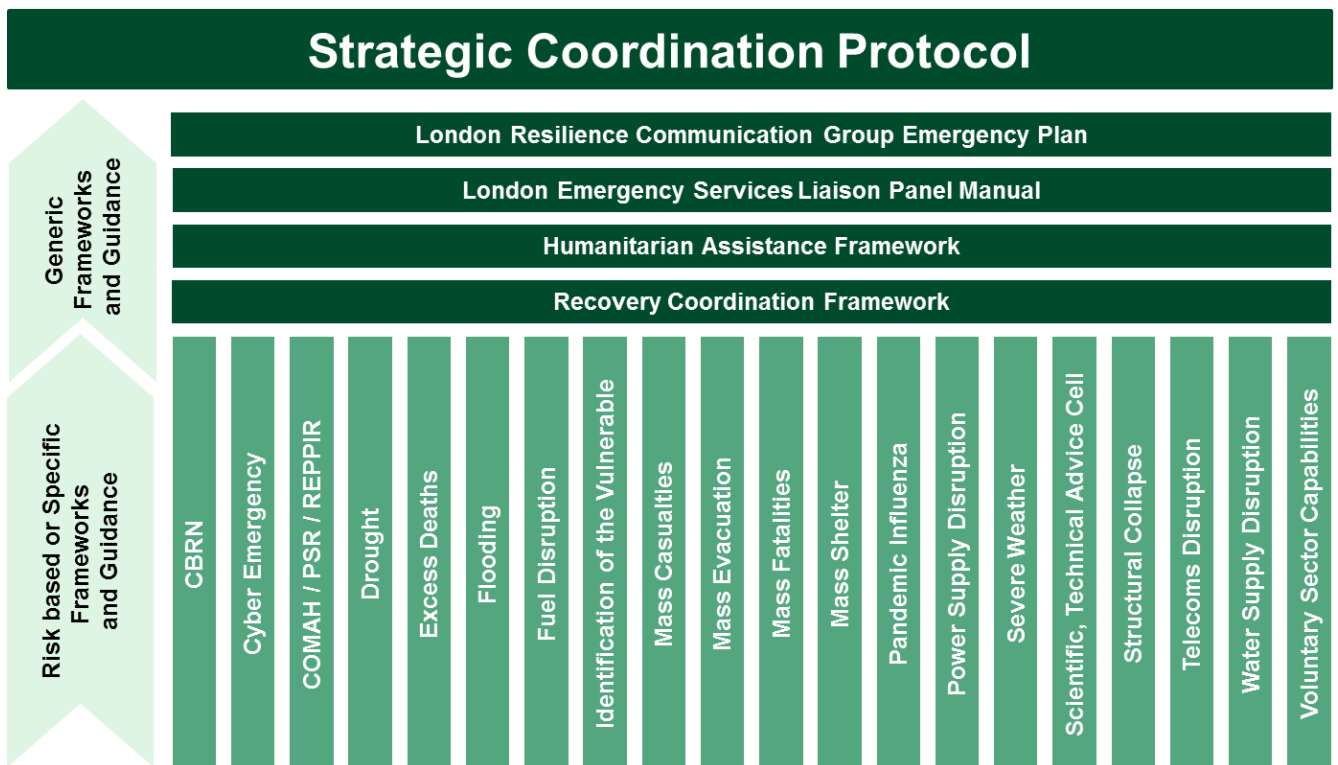 Strategic Coordination Protocol
Generic
Frameworks
and Guidance
London Resilience Communication Group Emergency Plan
London Emergency Services Liaison Panel Manual
Humanitarian Assistance Framework
Recovery Coordination Framework
Risk based or Specific
Frameworks
and Guidance
CBRN
Cyber Emergency
COMAH / PSR / REPPIR
Drought
Excess Deaths
Flooding
Fuel Disruption
Identification of the Vulnerable
Mass Casualties
Mass Evacuation
Mass Fatalities
Mass Shelter
Pandemic Influenza
Power Supply Disruption
Severe Weather
Scientific, Technical Advice Cell
Structural Collapse
Telecoms Disruption
Water Supply Disruption
Voluntary Sector Capabilities